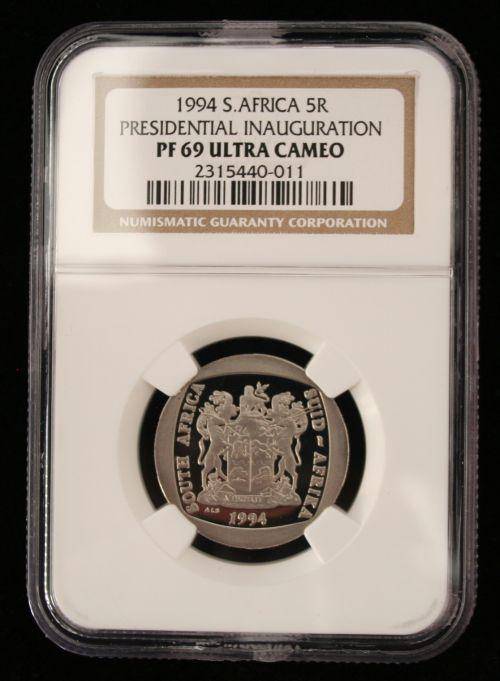 1994 S.AFRICA 5R
PRESIDENTIAL INAUGURATION
PF 69 ULTRA CAMEO
2315440-011
NUMISMATIC GUARANTY CORPORATION
SOUTH AFRICA
SUID - AFRIKA
ALS
1994